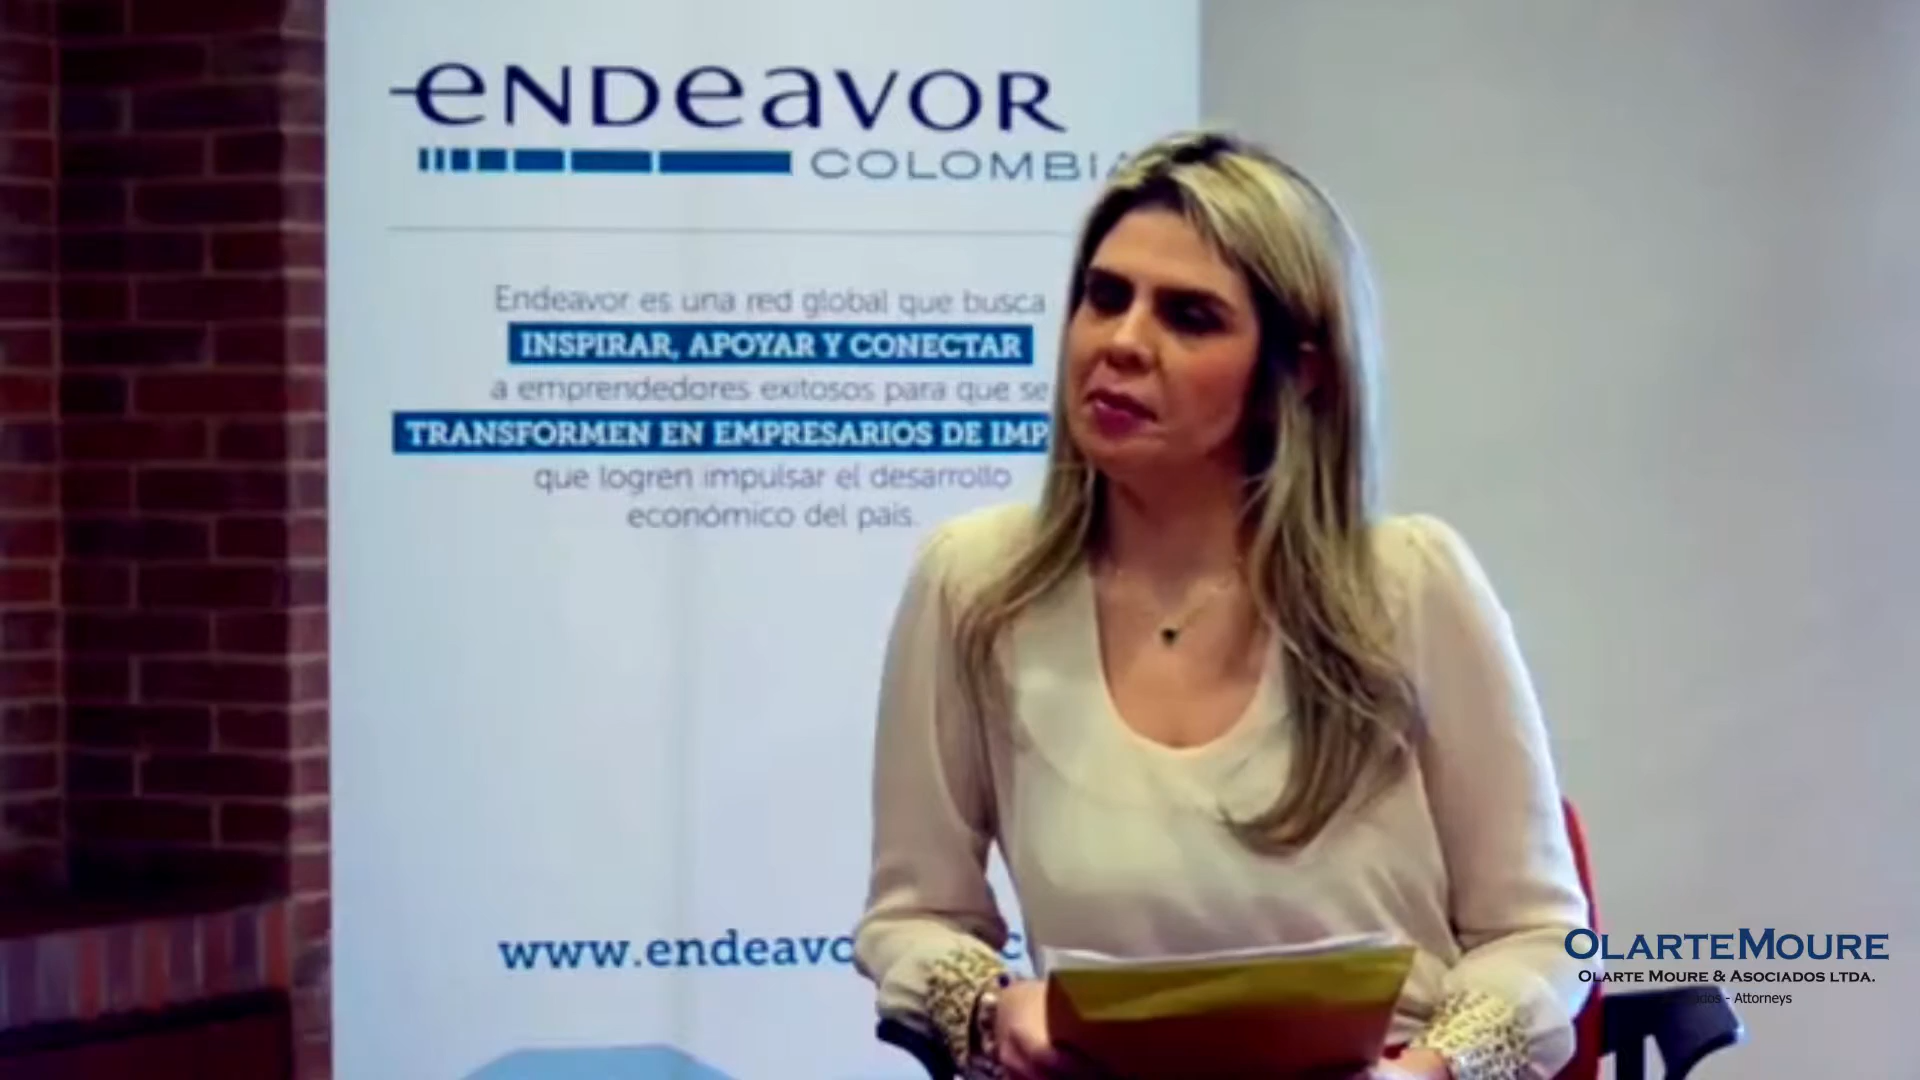 enDeavOR
COLOMBIA
Endeavor es una red global que busca
INSPIRAR, APOYAR Y CONECTAR
a emprendedores exitosos para que se
TRANSFORMEN EN EMPRESARIOS DE IMP
que logren impulsar el desarrollo
económico del país.
www.endeavo
OLARTEMOURE
OLARTE MOURE & ASOCIADOS LTDA.
- Attorneys